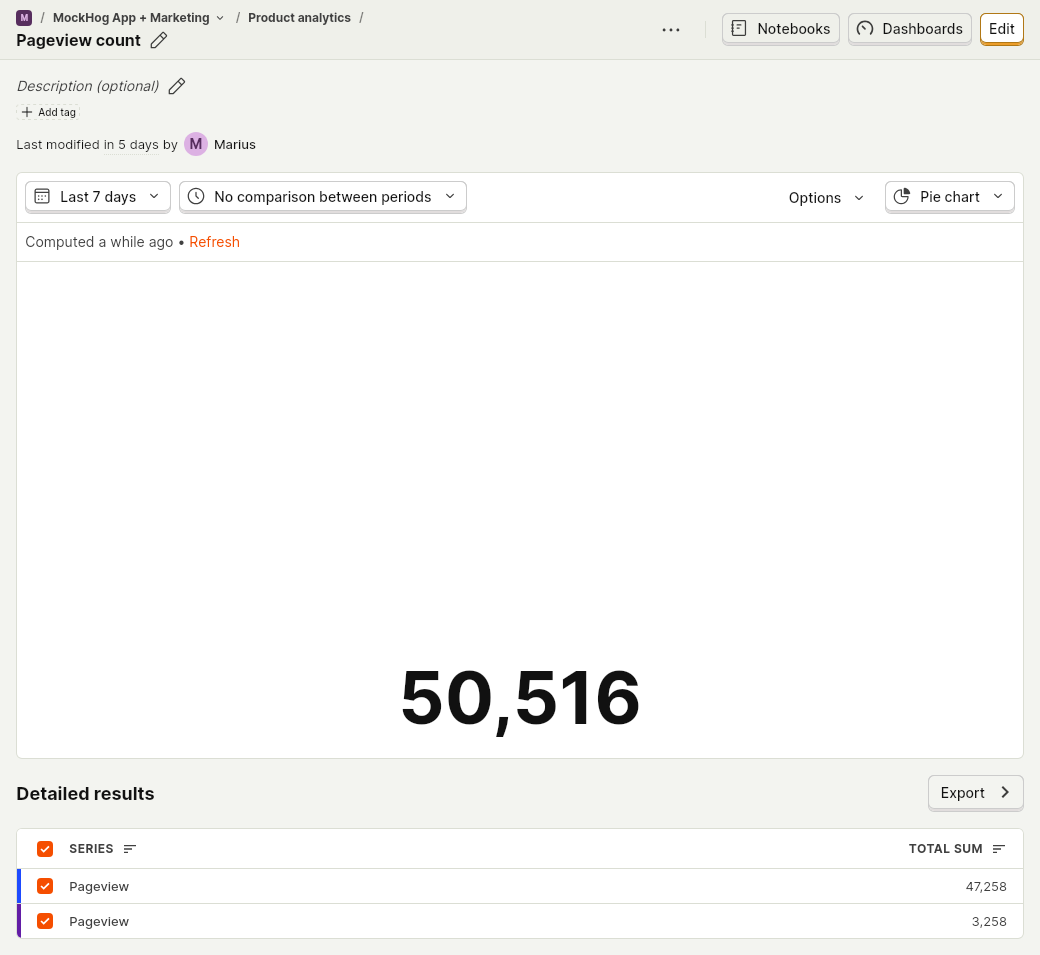 M / MockHog App + Marketing / Product analytics /
Pageview count
Notebooks Dashboards Edit
Description (optional)
Add tag
Last modified in 5 days by M Marius
Last 7 days No comparison between periods Options Pie chart
Computed a while ago • Refresh
50,516
Detailed results
Export
SERIES TOTAL SUM
Pageview 47,258
Pageview 3,258